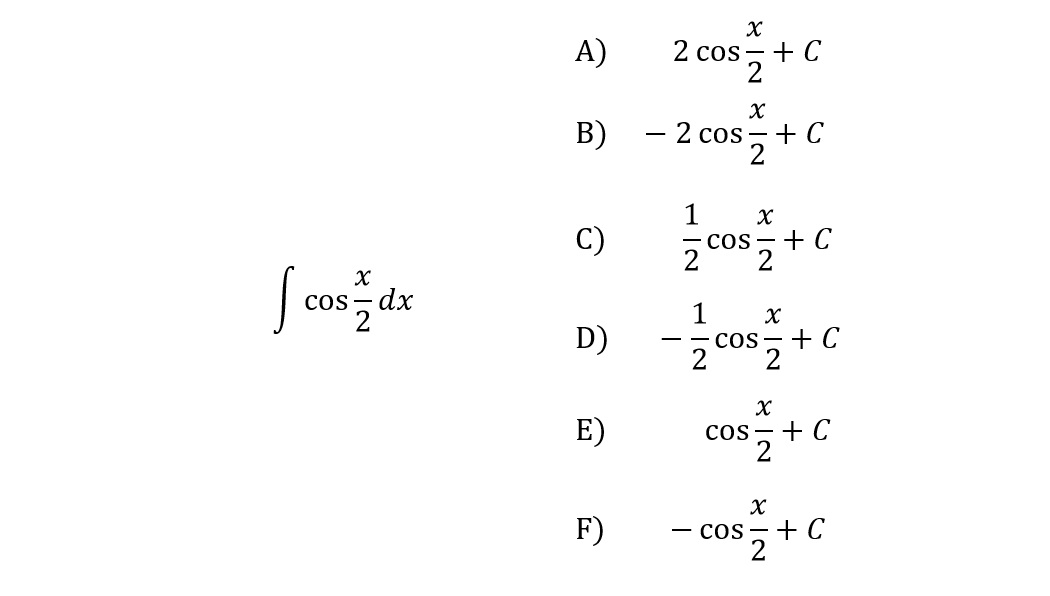 A) 2 cos x/2 + C
B) − 2 cos x/2 + C
C) 1/2 cos x/2 + C
∫ cos x/2 dx
D) − 1/2 cos x/2 + C
E) cos x/2 + C
F) − cos x/2 + C